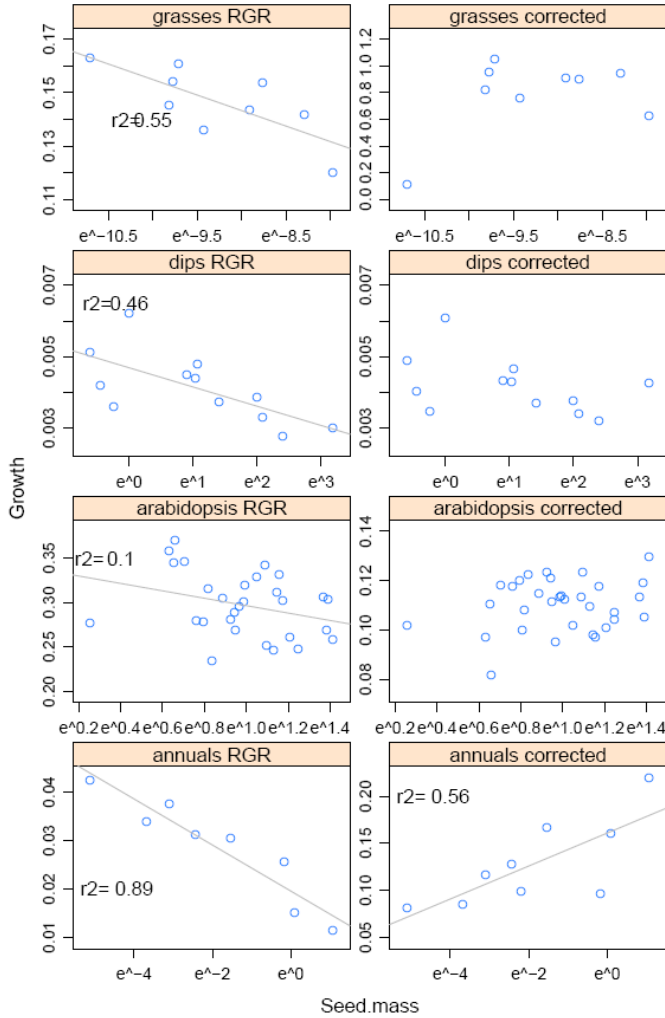 grasses RGR
grasses corrected
0.17
0.15
0.13
0.11
r2=0.55
0.0 0.2 0.4 0.6 0.8 1.0 1.2
e^−10.5 e^−9.5 e^−8.5
e^−10.5 e^−9.5 e^−8.5
dips RGR
dips corrected
0.007
0.005
0.003
r2=0.46
0.007
0.005
0.003
e^0 e^1 e^2 e^3
e^0 e^1 e^2 e^3
Growth
arabidopsis RGR
arabidopsis corrected
0.35
0.30
0.25
0.20
r2= 0.1
0.14
0.12
0.10
0.08
e^0.2e^0.4 e^0.6 e^0.8e^1.0 e^1.2e^1.4
e^0.2e^0.4 e^0.6 e^0.8e^1.0 e^1.2e^1.4
annuals RGR
annuals corrected
0.04
0.03
0.02
0.01
r2= 0.89
r2= 0.56
0.20
0.15
0.10
0.05
e^−4 e^−2 e^0
e^−4 e^−2 e^0
Seed.mass